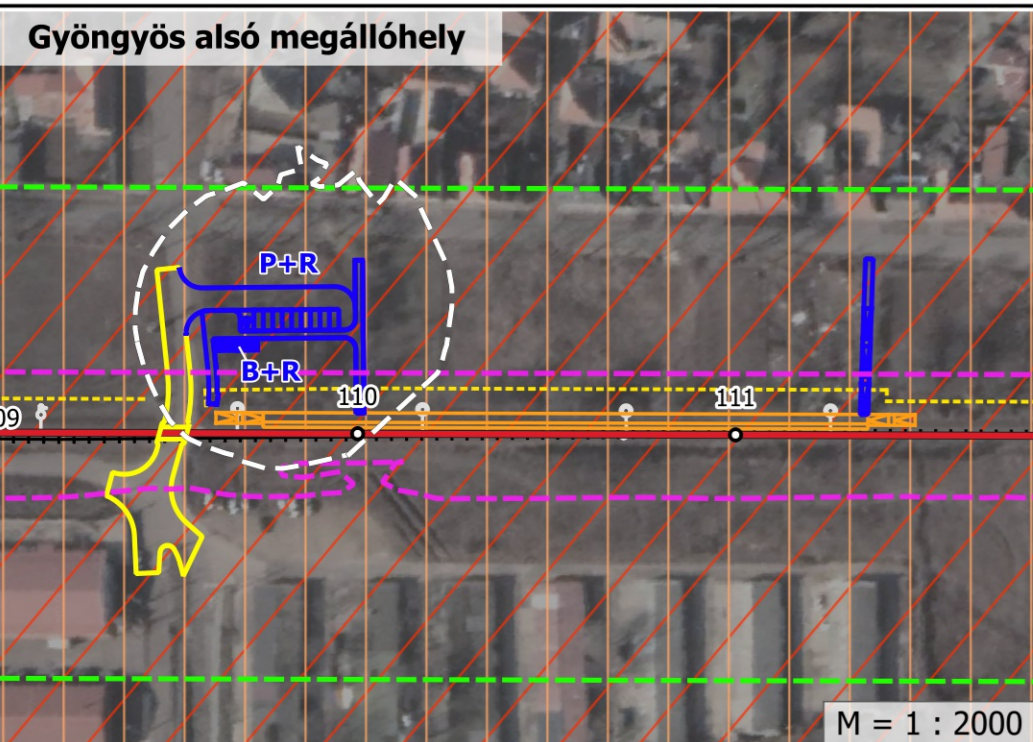 Gyöngyös alsó megállóhely
P+R
B+R
110
111
09
M = 1 : 2000